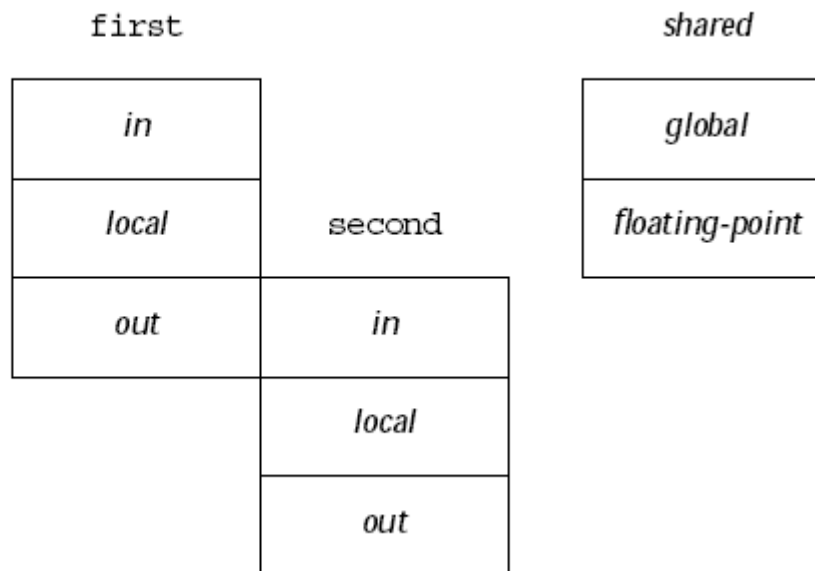 first shared
in global
local second floating-point
out in
local
out